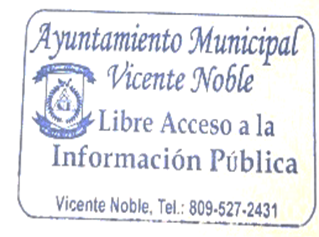 Ayuntamiento Municipal
Vicente Noble
Libre Acceso a la
Información Pública
Vicente Noble, Tel.: 809-527-2431